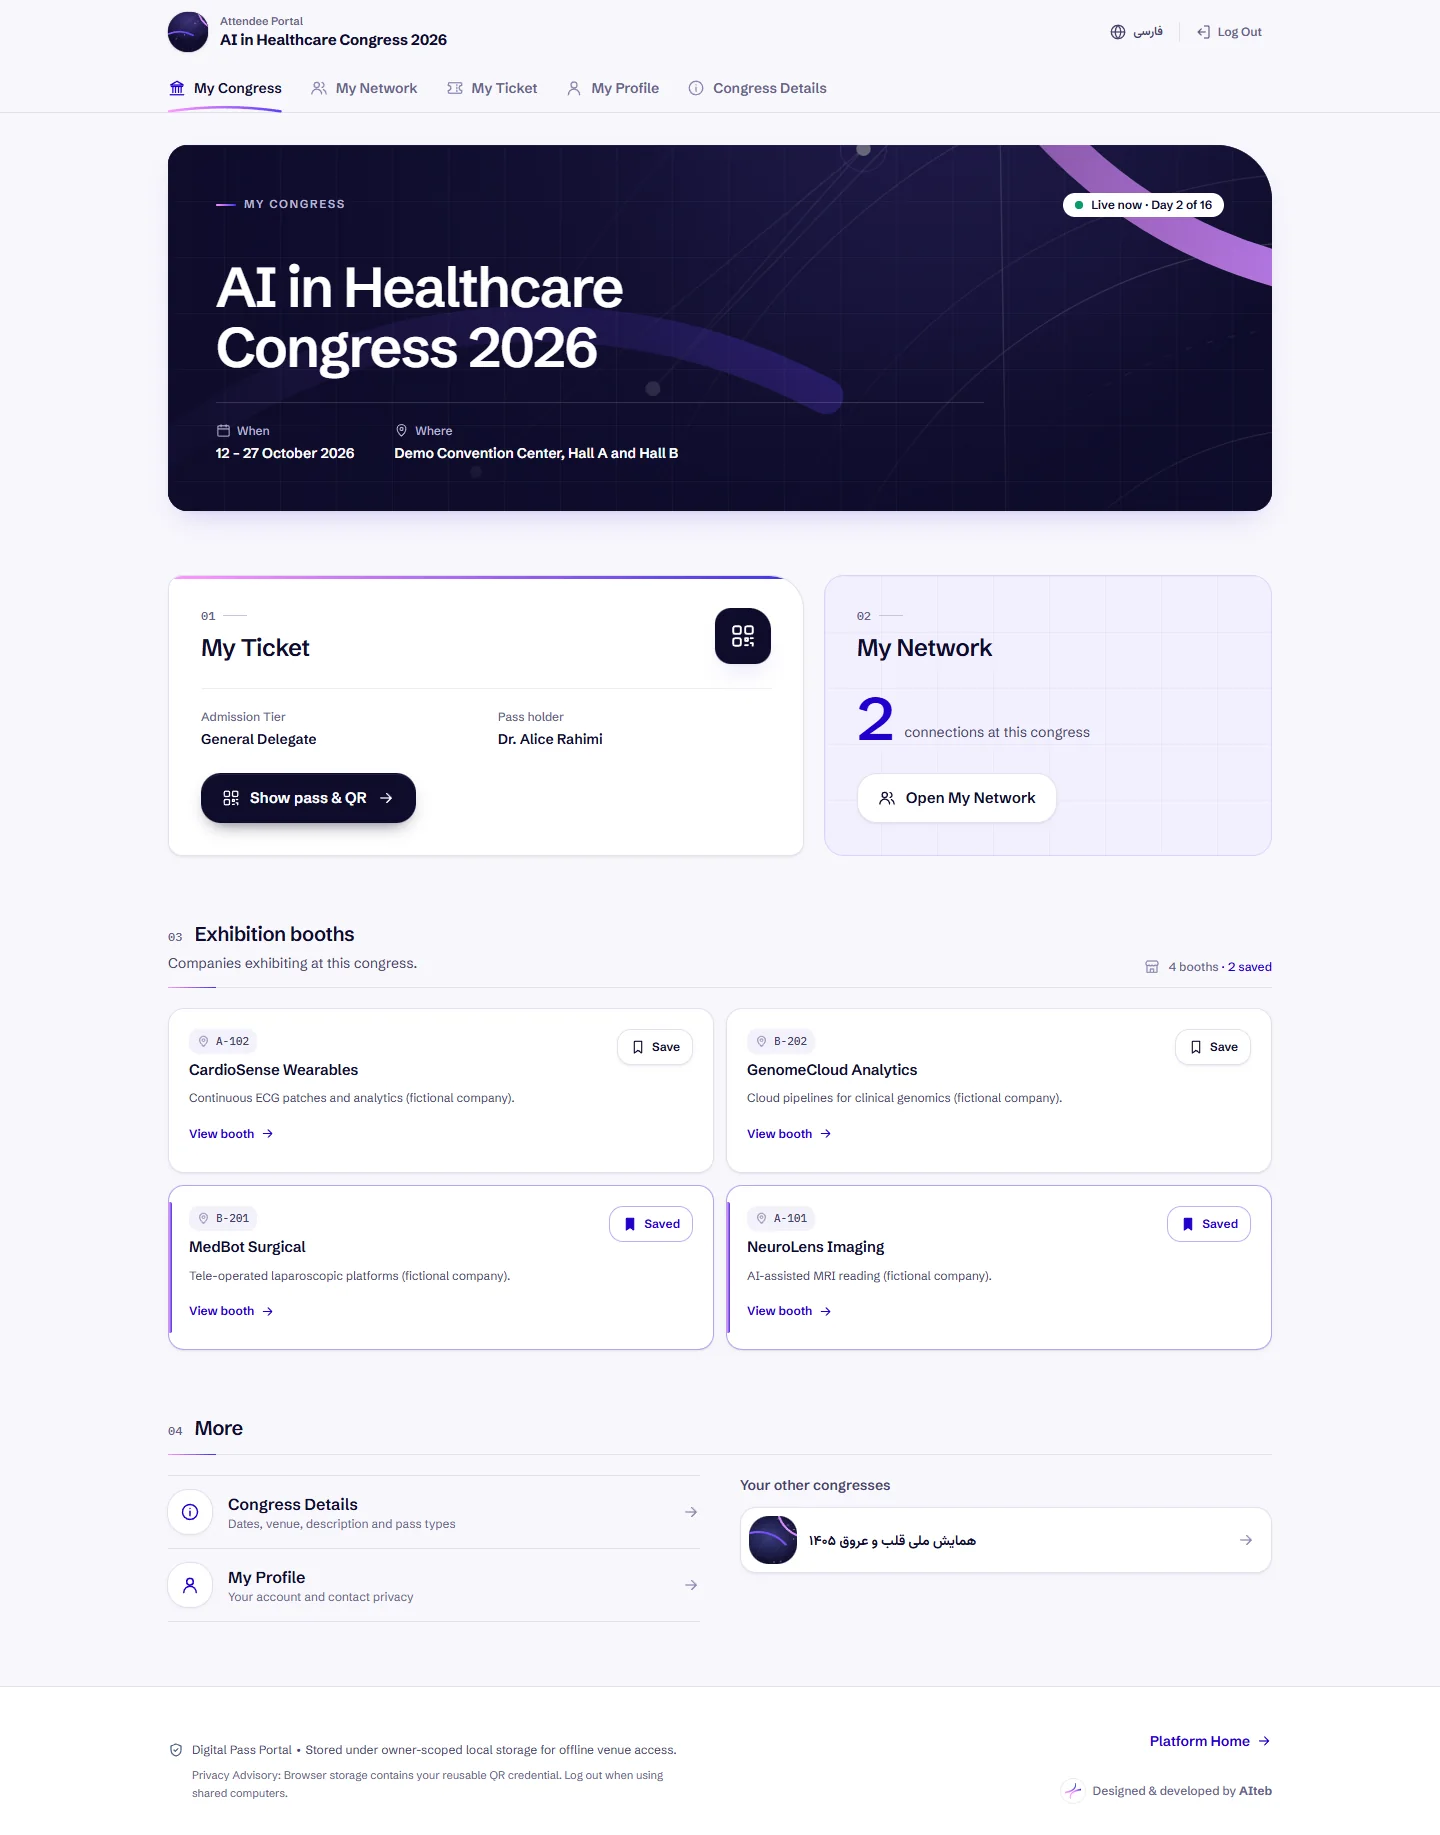 Attendee Portal
AI in Healthcare Congress 2026
فارسی
Log Out
My Congress
My Network
My Ticket
My Profile
Congress Details
MY CONGRESS
Live now · Day 2 of 16
AI in Healthcare
Congress 2026
When
12 – 27 October 2026
Where
Demo Convention Center, Hall A and Hall B
01
My Ticket
Admission Tier
General Delegate
Pass holder
Dr. Alice Rahimi
Show pass & QR
02
My Network
2 connections at this congress
Open My Network
03 Exhibition booths
Companies exhibiting at this congress.
4 booths · 2 saved
A-102
Save
CardioSense Wearables
Continuous ECG patches and analytics (fictional company).
View booth
B-202
Save
GenomeCloud Analytics
Cloud pipelines for clinical genomics (fictional company).
View booth
B-201
Saved
MedBot Surgical
Tele-operated laparoscopic platforms (fictional company).
View booth
A-101
Saved
NeuroLens Imaging
AI-assisted MRI reading (fictional company).
View booth
04 More
Congress Details
Dates, venue, description and pass types
My Profile
Your account and contact privacy
Your other congresses
همایش ملی قلب و عروق ۱۴۰۵
Digital Pass Portal • Stored under owner-scoped local storage for offline venue access.
Privacy Advisory: Browser storage contains your reusable QR credential. Log out when using
shared computers.
Platform Home
Designed & developed by AIteb